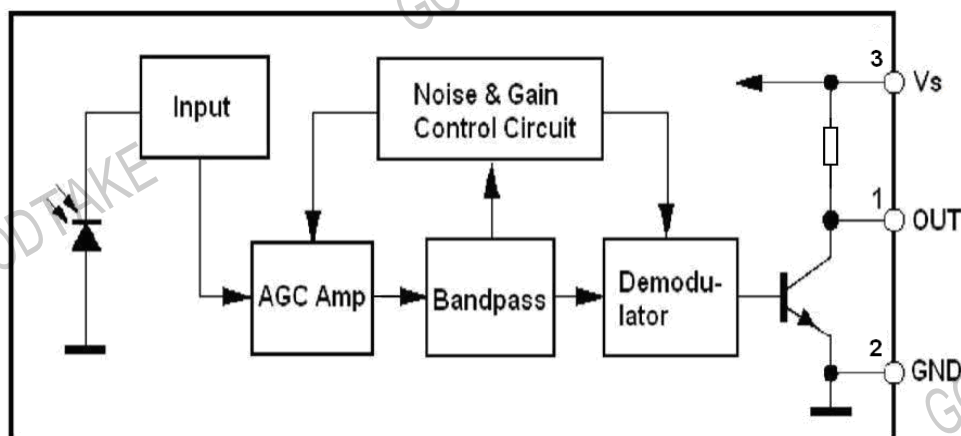 Input
Noise & Gain
Control Circuit
3
Vs
1
OUT
AGC Amp
Bandpass
Demodu-
lator
2
GND